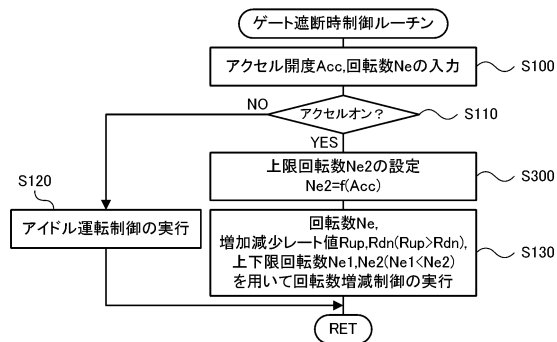 ゲート遮断時制御ルーチン
アクセル開度Acc,回転数Neの入力
S100
アクセルオン？
S110
NO
YES
上限回転数Ne2の設定
Ne2=f(Acc)
S300
S120
アイドル運転制御の実行
回転数Ne,
増加減少レート値Rup,Rdn(Rup>Rdn),
上下限回転数Ne1,Ne2(Ne1<Ne2)
を用いて回転数増減制御の実行
S130
RET